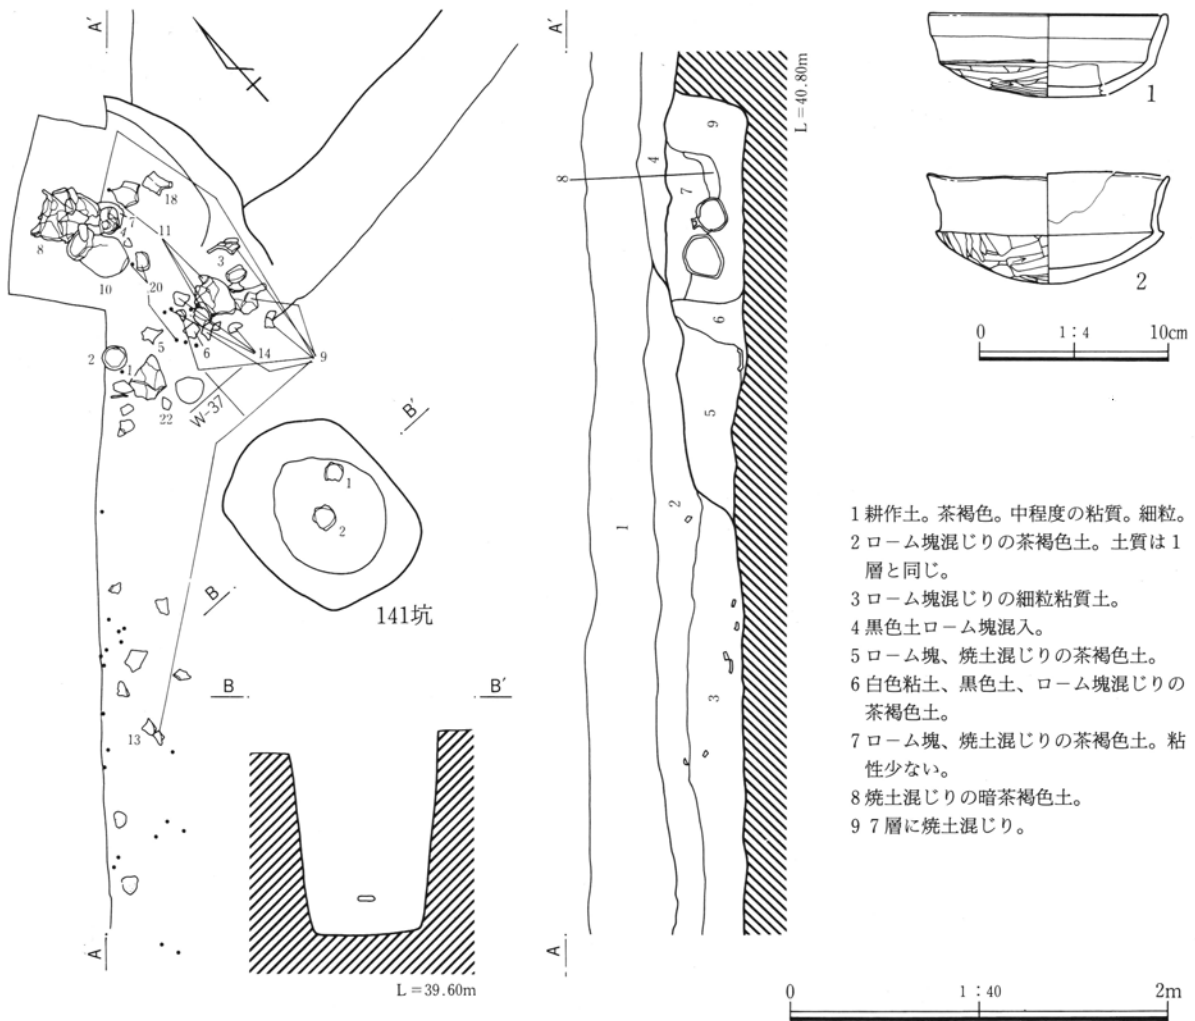 A′
A′
L=40.80m
1
2
0 1:4 10cm
9
4
8
7
6
5
2
1
3
18
7
4
8
11
3
10
20
5
6
14
9
2
1
22
W-37
B′
1
2
B
141坑
13
B
B′
A
A
L=39.60m
1 耕作土。茶褐色。中程度の粘質。細粒。
2 ローム塊混じりの茶褐色土。土質は1
層と同じ。
3 ローム塊混じりの細粒粘質土。
4 黒色土ローム塊混入。
5 ローム塊、焼土混じりの茶褐色土。
6 白色粘土、黒色土、ローム塊混じりの
茶褐色土。
7 ローム塊、焼土混じりの茶褐色土。粘
性少ない。
8 焼土混じりの暗茶褐色土。
9 7層に焼土混じり。
0 1:40 2m